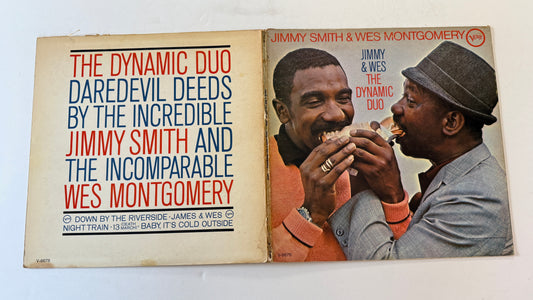 THE DYNAMIC DUO
DAREDEVIL DEEDS
BY THE INCREDIBLE
JIMMY SMITH AND
THE INCOMPARABLE
WES MONTGOMERY
DOWN BY THE RIVERSIDE · JAMES & WES
NIGHT TRAIN · 13 · BABY, IT'S COLD OUTSIDE
V-8678
JIMMY SMITH & WES MONTGOMERY
Verve
JIMMY
& WES
THE
DYNAMIC
DUO
V-8678